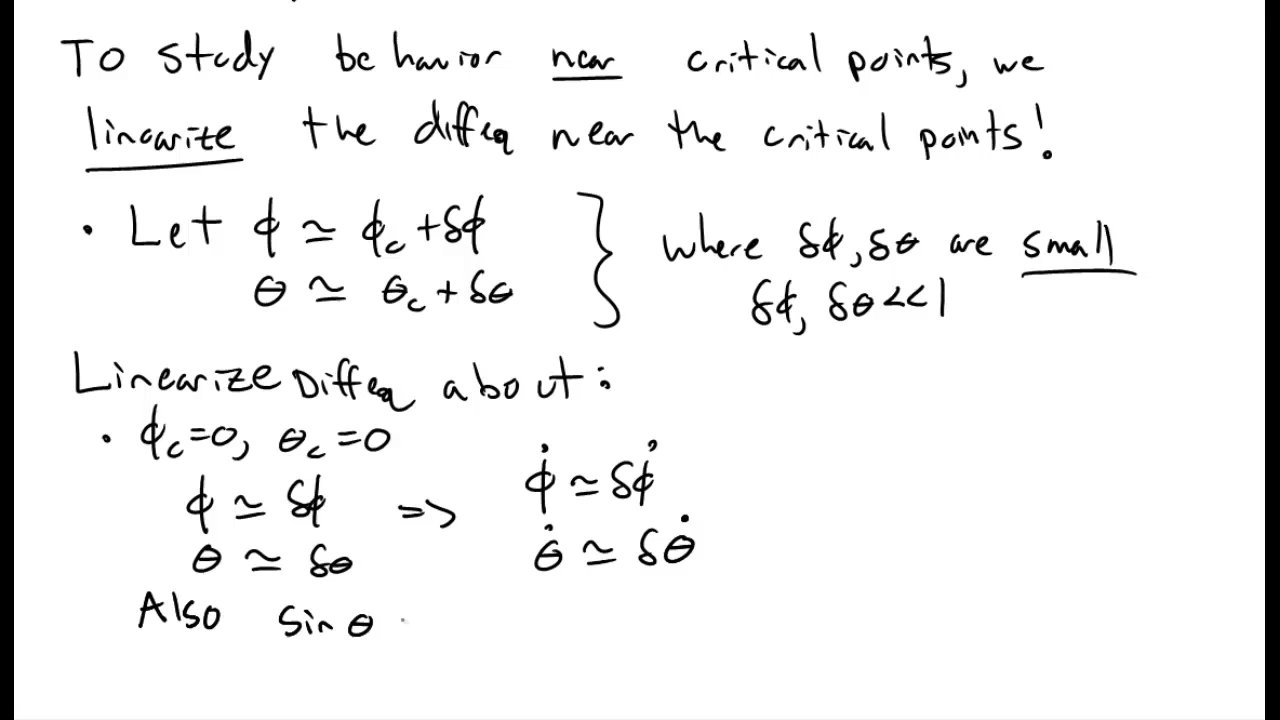 To study behavior near critical points, we
linearize the diffeq near the critical points!
• Let ϕ ≃ ϕc + δϕ } where δϕ, δθ are small
θ ≃ θc + δθ δϕ, δθ << 1
Linearize Diffeq about:
• ϕc = 0, θc = 0
ϕ ≃ δϕ => ϕ̇ ≃ δϕ̇
θ ≃ δθ θ̇ ≃ δθ̇
Also sin θ